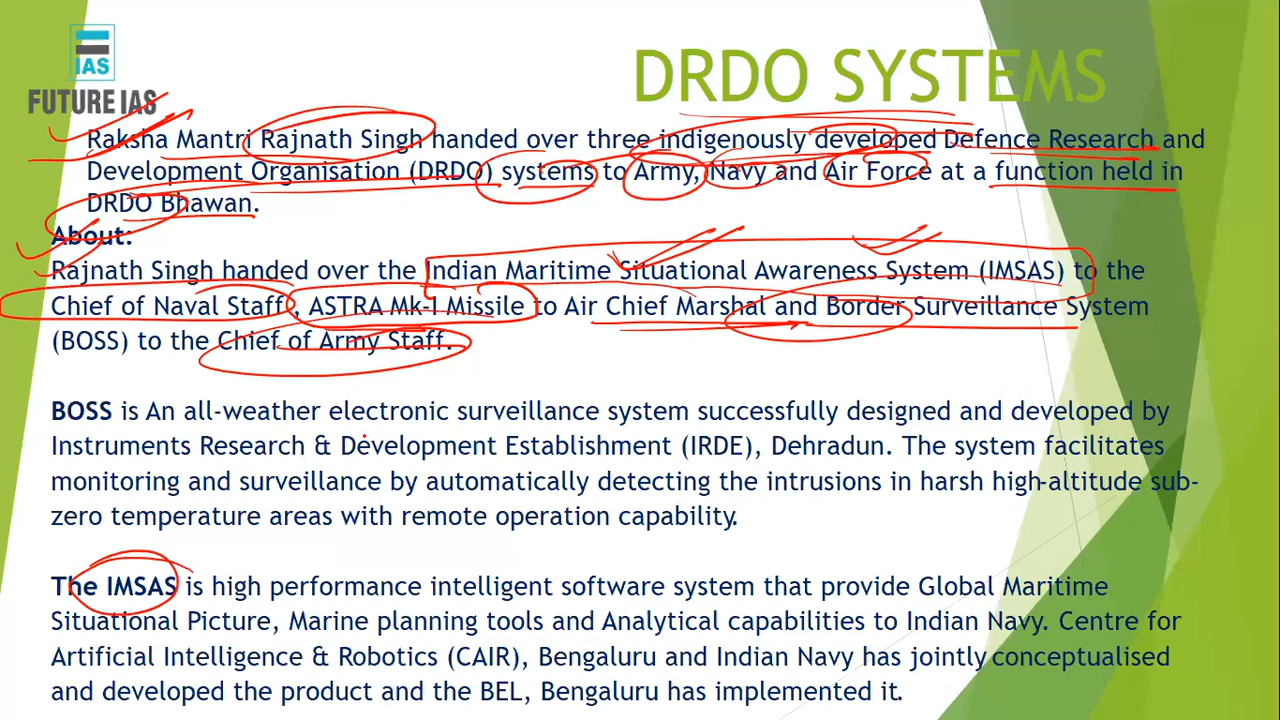 IAS
FUTURE IAS
DRDO SYSTEMS
Raksha Mantri Rajnath Singh handed over three indigenously developed Defence Research and
Development Organisation (DRDO) systems to Army, Navy and Air Force at a function held in
DRDO Bhawan.
About:
Rajnath Singh handed over the Indian Maritime Situational Awareness System (IMSAS) to the
Chief of Naval Staff , ASTRA Mk-I Missile to Air Chief Marshal and Border Surveillance System
(BOSS) to the Chief of Army Staff.
BOSS is An all-weather electronic surveillance system successfully designed and developed by
Instruments Research & Development Establishment (IRDE), Dehradun. The system facilitates
monitoring and surveillance by automatically detecting the intrusions in harsh high-altitude sub-
zero temperature areas with remote operation capability.
The IMSAS is high performance intelligent software system that provide Global Maritime
Situational Picture, Marine planning tools and Analytical capabilities to Indian Navy. Centre for
Artificial Intelligence & Robotics (CAIR), Bengaluru and Indian Navy has jointly conceptualised
and developed the product and the BEL, Bengaluru has implemented it.